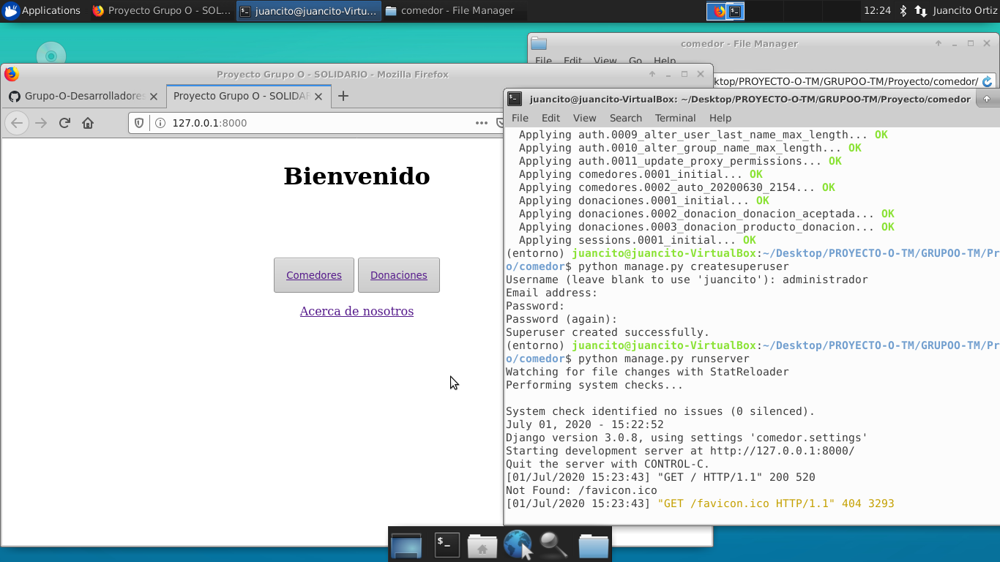 Applications
Proyecto Grupo O - SOL...
juancito@juancito-Virtu...
comedor - File Manager
12:24
Juancito Ortiz
comedor - File Manager
File Edit View Go Help
ktop/PROYECTO-O-TM/GRUPOO-TM/Proyecto/comedor/
Proyecto Grupo O - SOLIDARIO - Mozilla Firefox
Grupo-O-Desarrolladores
Proyecto Grupo O - SOLIDAR
127.0.0.1:8000
Bienvenido
Comedores
Donaciones
Acerca de nosotros
juancito@juancito-VirtualBox: ~/Desktop/PROYECTO-O-TM/GRUPOO-TM/Proyecto/comedor
File Edit View Search Terminal Help
Applying auth.0009_alter_user_last_name_max_length... OK
Applying auth.0010_alter_group_name_max_length... OK
Applying auth.0011_update_proxy_permissions... OK
Applying comedores.0001_initial... OK
Applying comedores.0002_auto_20200630_2154... OK
Applying donaciones.0001_initial... OK
Applying donaciones.0002_donacion_donacion_aceptada... OK
Applying donaciones.0003_donacion_producto_donacion... OK
Applying sessions.0001_initial... OK
(entorno) juancito@juancito-VirtualBox:~/Desktop/PROYECTO-O-TM/GRUPOO-TM/Pr
o/comedor$ python manage.py createsuperuser
Username (leave blank to use 'juancito'): administrador
Email address:
Password:
Password (again):
Superuser created successfully.
(entorno) juancito@juancito-VirtualBox:~/Desktop/PROYECTO-O-TM/GRUPOO-TM/Pr
o/comedor$ python manage.py runserver
Watching for file changes with StatReloader
Performing system checks...
System check identified no issues (0 silenced).
July 01, 2020 - 15:22:52
Django version 3.0.8, using settings 'comedor.settings'
Starting development server at http://127.0.0.1:8000/
Quit the server with CONTROL-C.
[01/Jul/2020 15:23:43] "GET / HTTP/1.1" 200 520
Not Found: /favicon.ico
[01/Jul/2020 15:23:43] "GET /favicon.ico HTTP/1.1" 404 3293